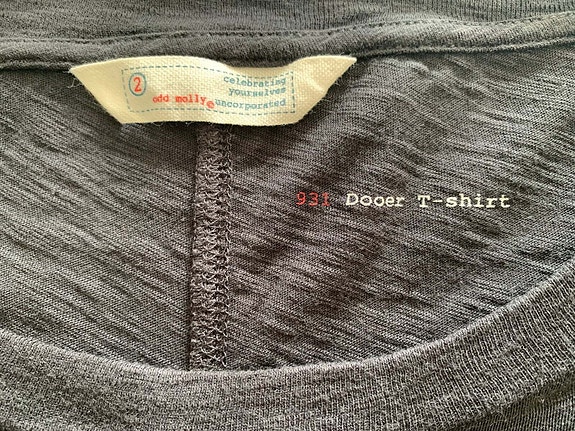 2
celebrating
yourselves
odd molly® uncorporated
931 Dooer T-shirt